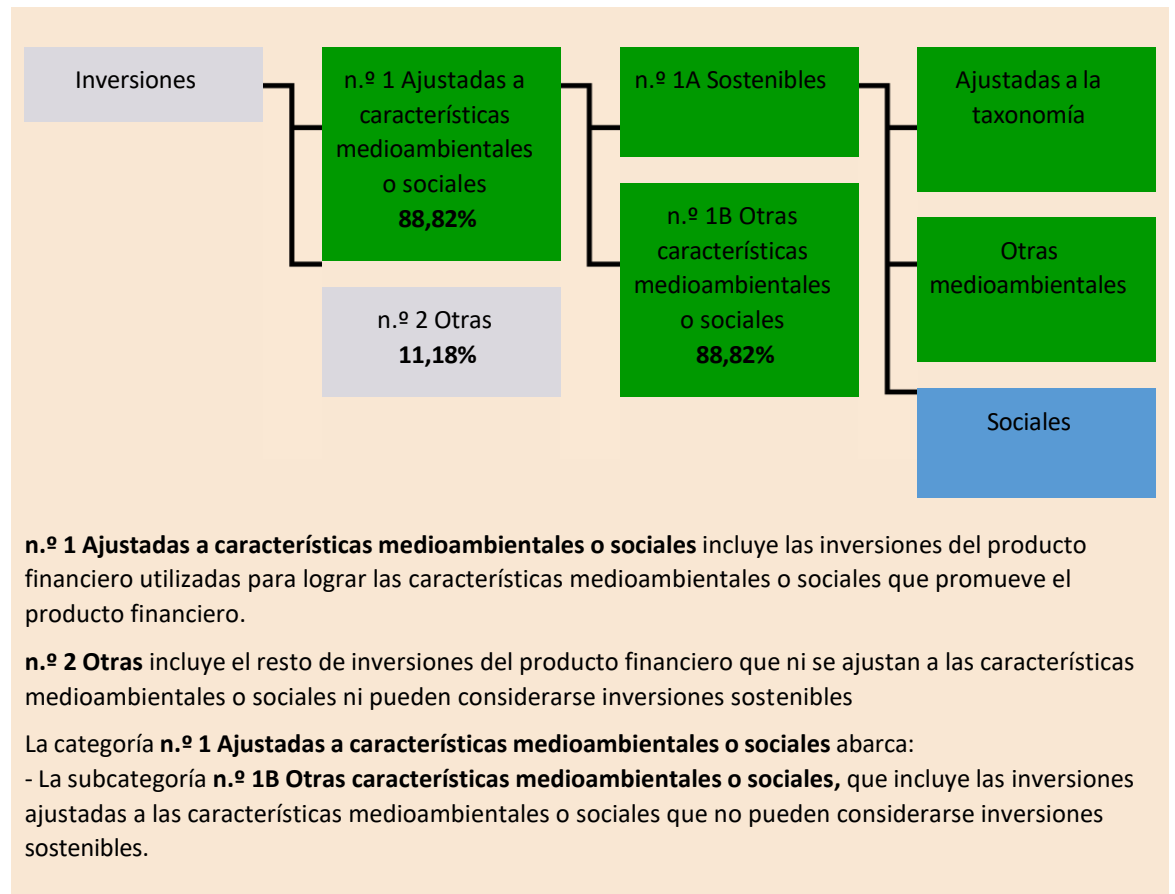 Inversiones
n.º 1 Ajustadas a
características
medioambientales
o sociales
88,82%
n.º 2 Otras
11,18%
n.º 1A Sostenibles
n.º 1B Otras
características
medioambientales
o sociales
88,82%
Ajustadas a la
taxonomía
Otras
medioambientales
Sociales
n.º 1 Ajustadas a características medioambientales o sociales incluye las inversiones del producto
financiero utilizadas para lograr las características medioambientales o sociales que promueve el
producto financiero.
n.º 2 Otras incluye el resto de inversiones del producto financiero que ni se ajustan a las características
medioambientales o sociales ni pueden considerarse inversiones sostenibles
La categoría n.º 1 Ajustadas a características medioambientales o sociales abarca:
- La subcategoría n.º 1B Otras características medioambientales o sociales, que incluye las inversiones
ajustadas a las características medioambientales o sociales que no pueden considerarse inversiones
sostenibles.